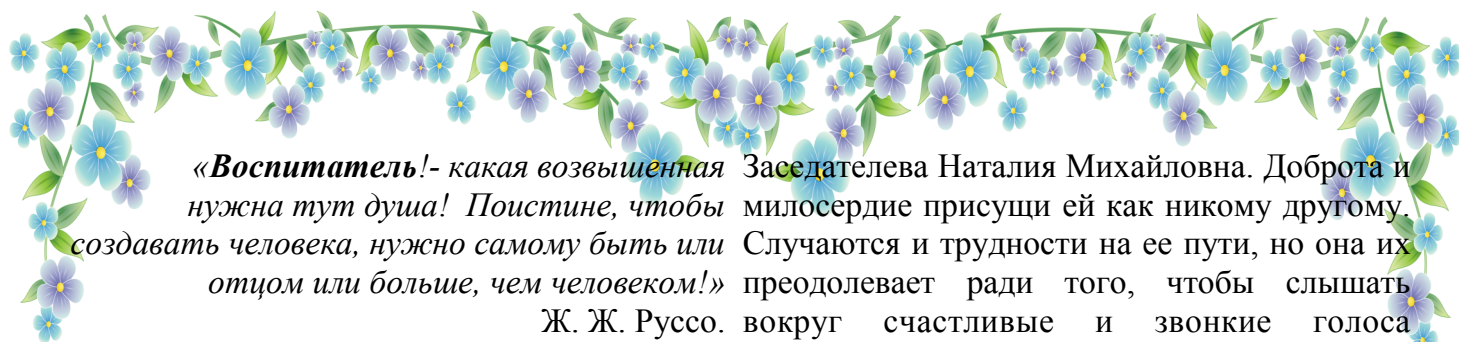 «Воспитатель!- какая возвышенная
нужна тут душа! Поистине, чтобы
создавать человека, нужно самому быть или
отцом или больше, чем человеком!»
Ж. Ж. Руссо.
Заседателева Наталия Михайловна. Доброта и
милосердие присущи ей как никому другому.
Случаются и трудности на ее пути, но она их
преодолевает ради того, чтобы слышать
вокруг счастливые и звонкие голоса